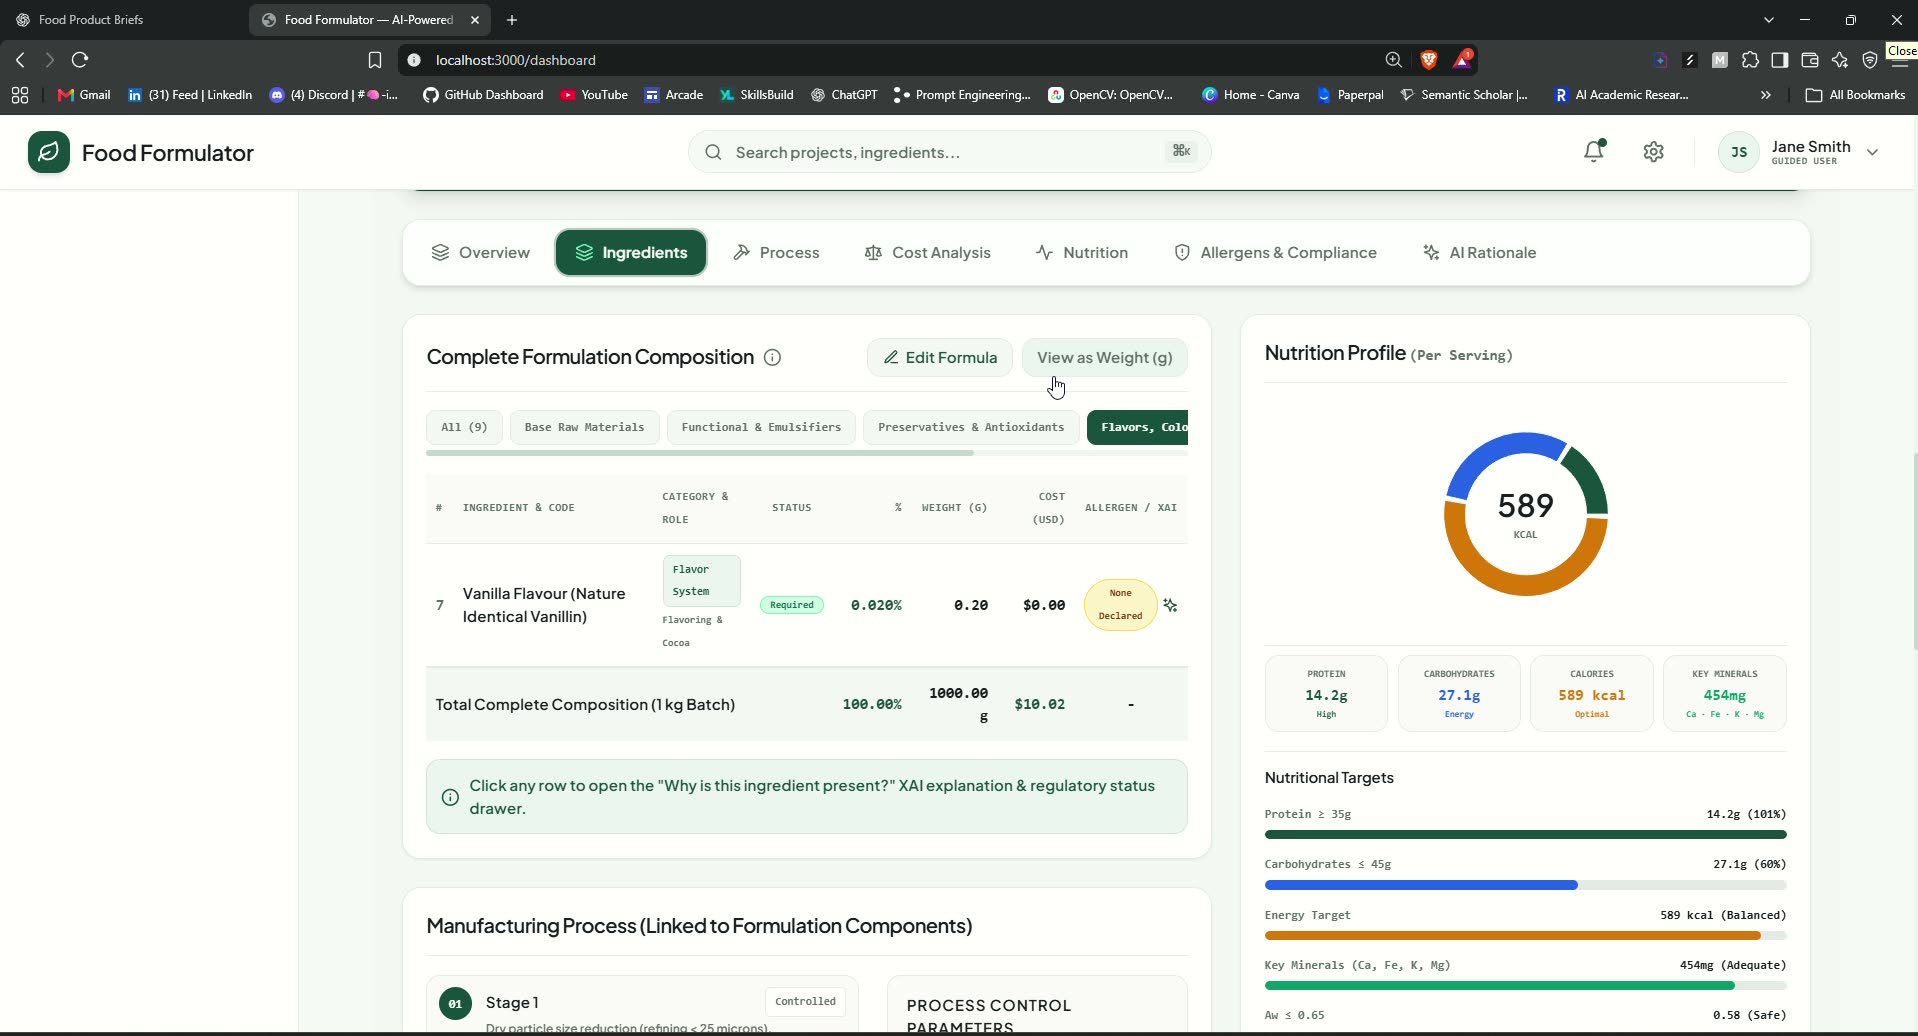 Food Product Briefs
Food Formulator — AI-Powered
localhost:3000/dashboard
1
M
Close
Gmail
(31) Feed | LinkedIn
(4) Discord | #🧠-i...
GitHub Dashboard
YouTube
Arcade
SkillsBuild
ChatGPT
Prompt Engineering...
OpenCV: OpenCV...
Home - Canva
Paperpal
Semantic Scholar |...
AI Academic Resear...
All Bookmarks
Food Formulator
Search projects, ingredients...
⌘K
JS
Jane Smith
GUIDED USER
Overview
Ingredients
Process
Cost Analysis
Nutrition
Allergens & Compliance
AI Rationale
Complete Formulation Composition
Edit Formula
View as Weight (g)
All (9)
Base Raw Materials
Functional & Emulsifiers
Preservatives & Antioxidants
Flavors, Colo
# INGREDIENT & CODE
CATEGORY &
ROLE
STATUS
%
WEIGHT (G)
COST
(USD)
ALLERGEN / XAI
7
Vanilla Flavour (Nature
Identical Vanillin)
Flavor
System
Flavoring &
Cocoa
Required
0.020%
0.20
$0.00
None
Declared
Total Complete Composition (1 kg Batch)
100.00%
1000.00
g
$10.02
-
Click any row to open the "Why is this ingredient present?" XAI explanation & regulatory status
drawer.
Manufacturing Process (Linked to Formulation Components)
01
Stage 1
Controlled
Dry particle size reduction (refining < 25 microns).
PROCESS CONTROL
PARAMETERS
Nutrition Profile (Per Serving)
589
KCAL
PROTEIN
14.2g
High
CARBOHYDRATES
27.1g
Energy
CALORIES
589 kcal
Optimal
KEY MINERALS
454mg
Ca · Fe · K · Mg
Nutritional Targets
Protein ≥ 35g
14.2g (101%)
Carbohydrates ≤ 45g
27.1g (60%)
Energy Target
589 kcal (Balanced)
Key Minerals (Ca, Fe, K, Mg)
454mg (Adequate)
Aw ≤ 0.65
0.58 (Safe)